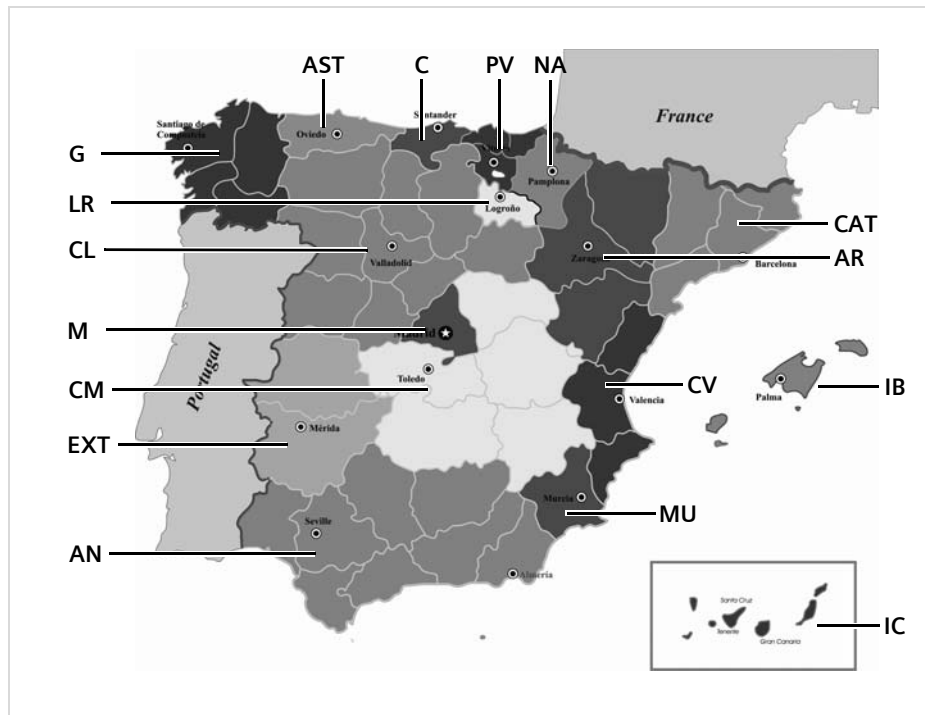 AST
C
PV
NA
Santander
France
Santiago de
Compostela
Oviedo
G
Pamplona
LR
Logroño
CAT
CL
Valladolid
AR
Barcelona
M
Madrid
Portugal
Toledo
CM
CV
IB
Palma
Valencia
EXT
Mérida
Murcia
MU
Seville
AN
Almería
Santa Cruz
Tenerife
Gran Canaria
IC